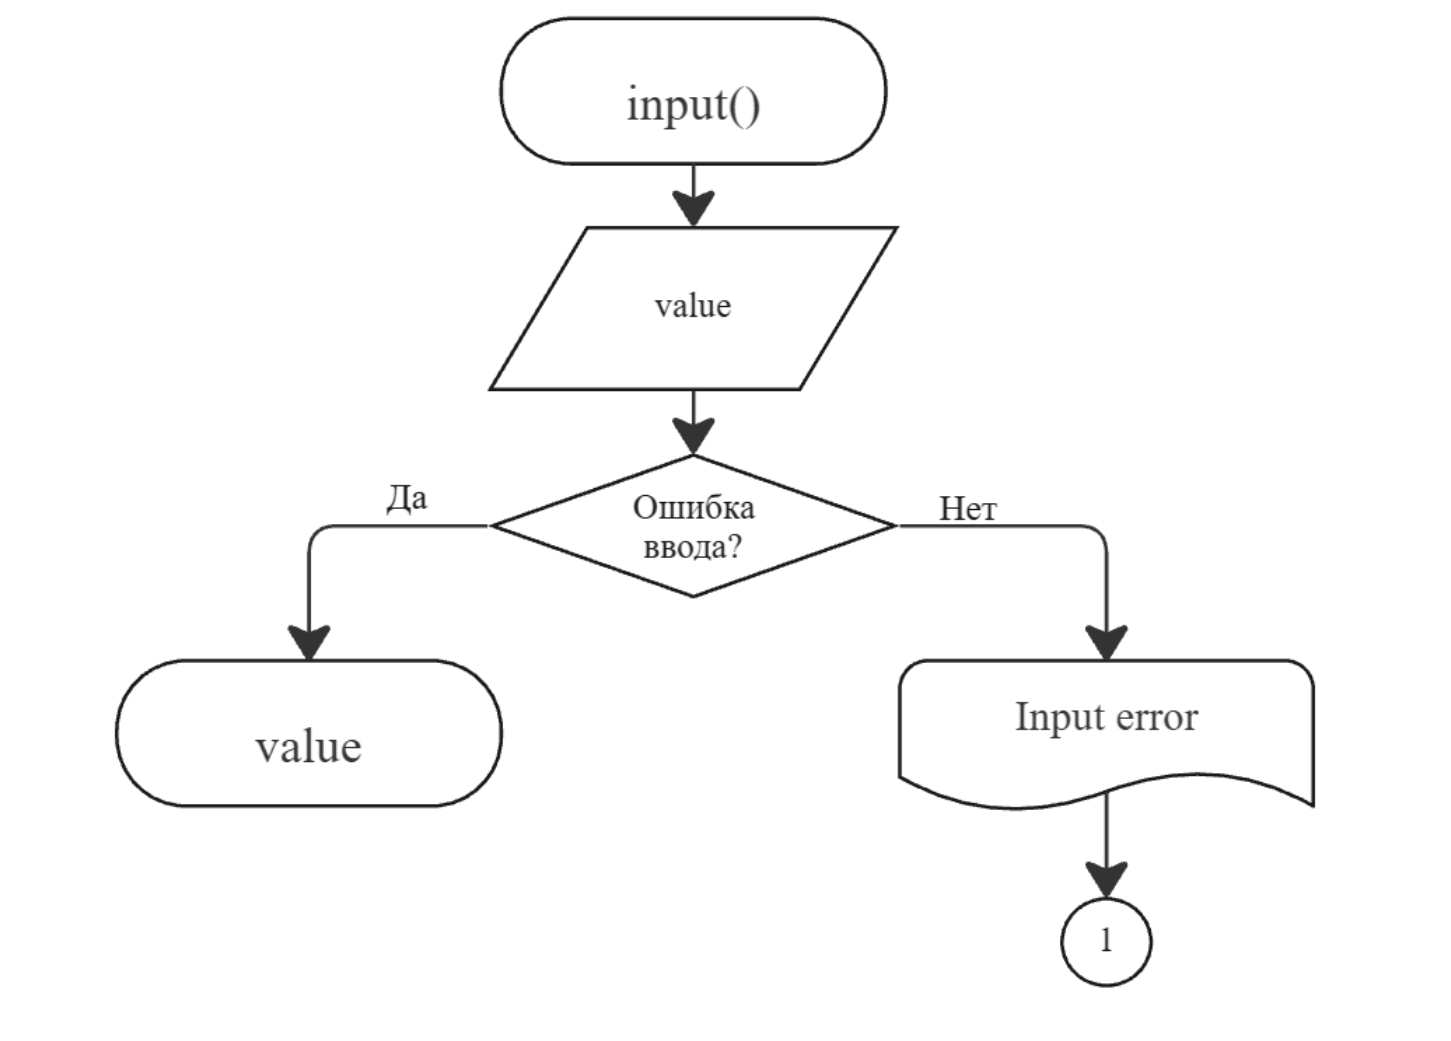 input()
value
Да
Ошибка
ввода?
Нет
value
Input error
1